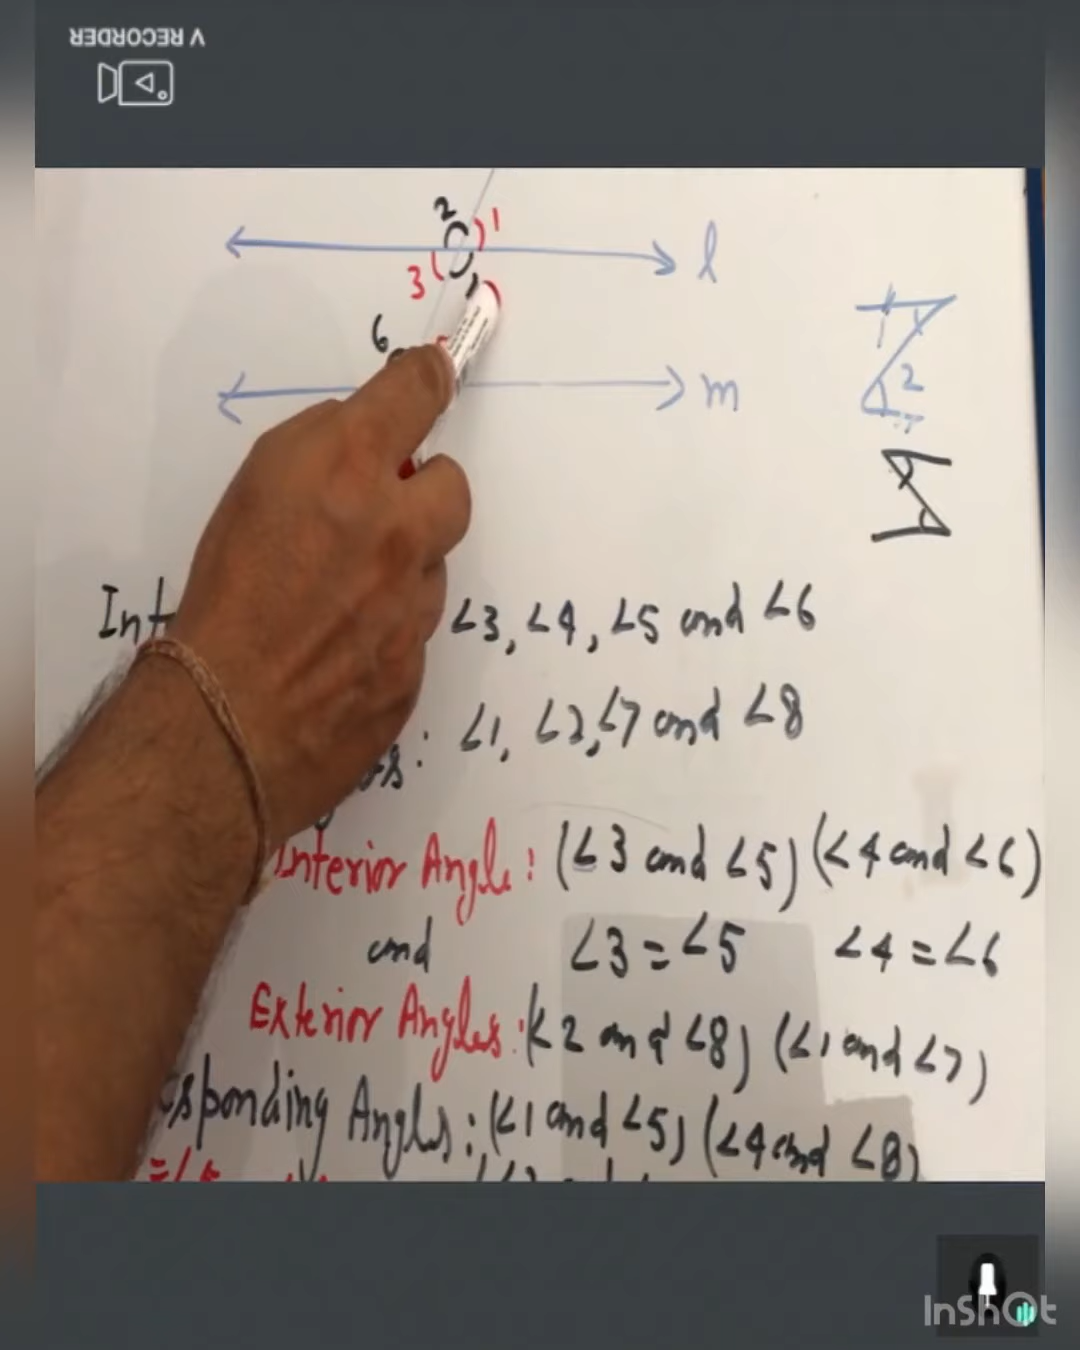 V RECORDER
2 1
l
3
6
m
2
Int ∠3, ∠4, ∠5 and ∠6
: ∠1, ∠2, ∠7 and ∠8
Interior Angle: (∠3 and ∠5) (∠4 and ∠6)
and ∠3 = ∠5 ∠4 = ∠6
Exterior Angles: (∠2 and ∠8) (∠1 and ∠7)
sponding Angles: (∠1 and ∠5) (∠4 and ∠8)
InShOt